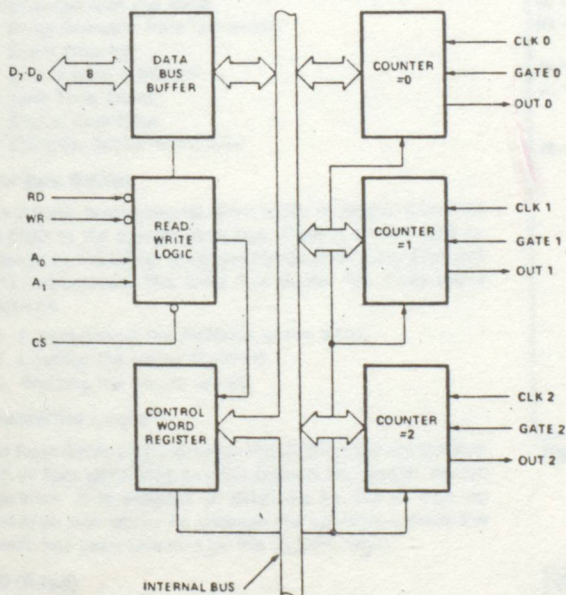 D7-D0
8
DATA
BUS
BUFFER
COUNTER
=0
CLK 0
GATE 0
OUT 0
RD
WR
A0
A1
CS
READ/
WRITE
LOGIC
COUNTER
=1
CLK 1
GATE 1
OUT 1
CONTROL
WORD
REGISTER
COUNTER
=2
CLK 2
GATE 2
OUT 2
INTERNAL BUS